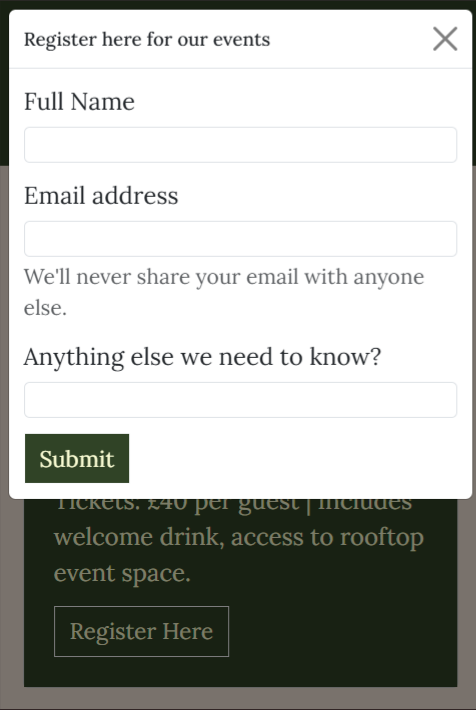 Register here for our events
Full Name
Email address
We'll never share your email with anyone
else.
Anything else we need to know?
Submit
Tickets: £40 per guest | Includes
welcome drink, access to rooftop
event space.
Register Here